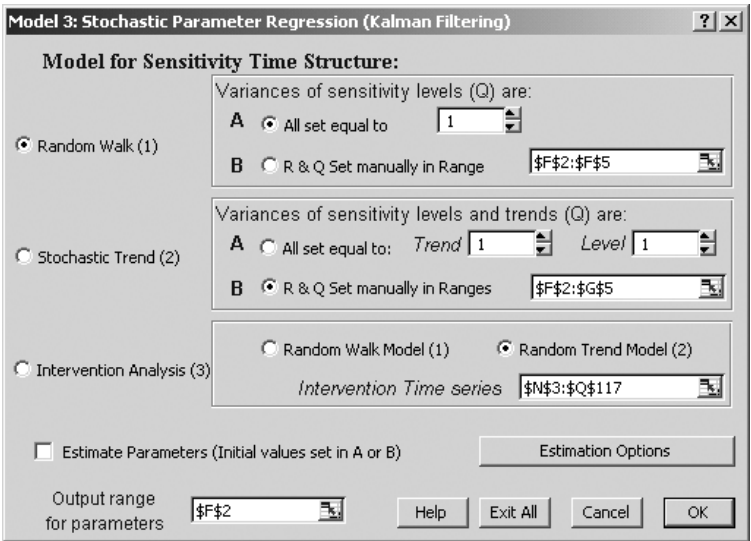 Model 3: Stochastic Parameter Regression (Kalman Filtering)
? X
Model for Sensitivity Time Structure:
Variances of sensitivity levels (Q) are:
Random Walk (1)
A All set equal to 1
B R & Q Set manually in Range $F$2:$F$5
Variances of sensitivity levels and trends (Q) are:
Stochastic Trend (2)
A All set equal to: Trend 1 Level 1
B R & Q Set manually in Ranges $F$2:$G$5
Intervention Analysis (3)
Random Walk Model (1) Random Trend Model (2)
Intervention Time series $N$3:$Q$117
Estimate Parameters (Initial values set in A or B)
Estimation Options
Output range
for parameters
$F$2
Help Exit All Cancel OK